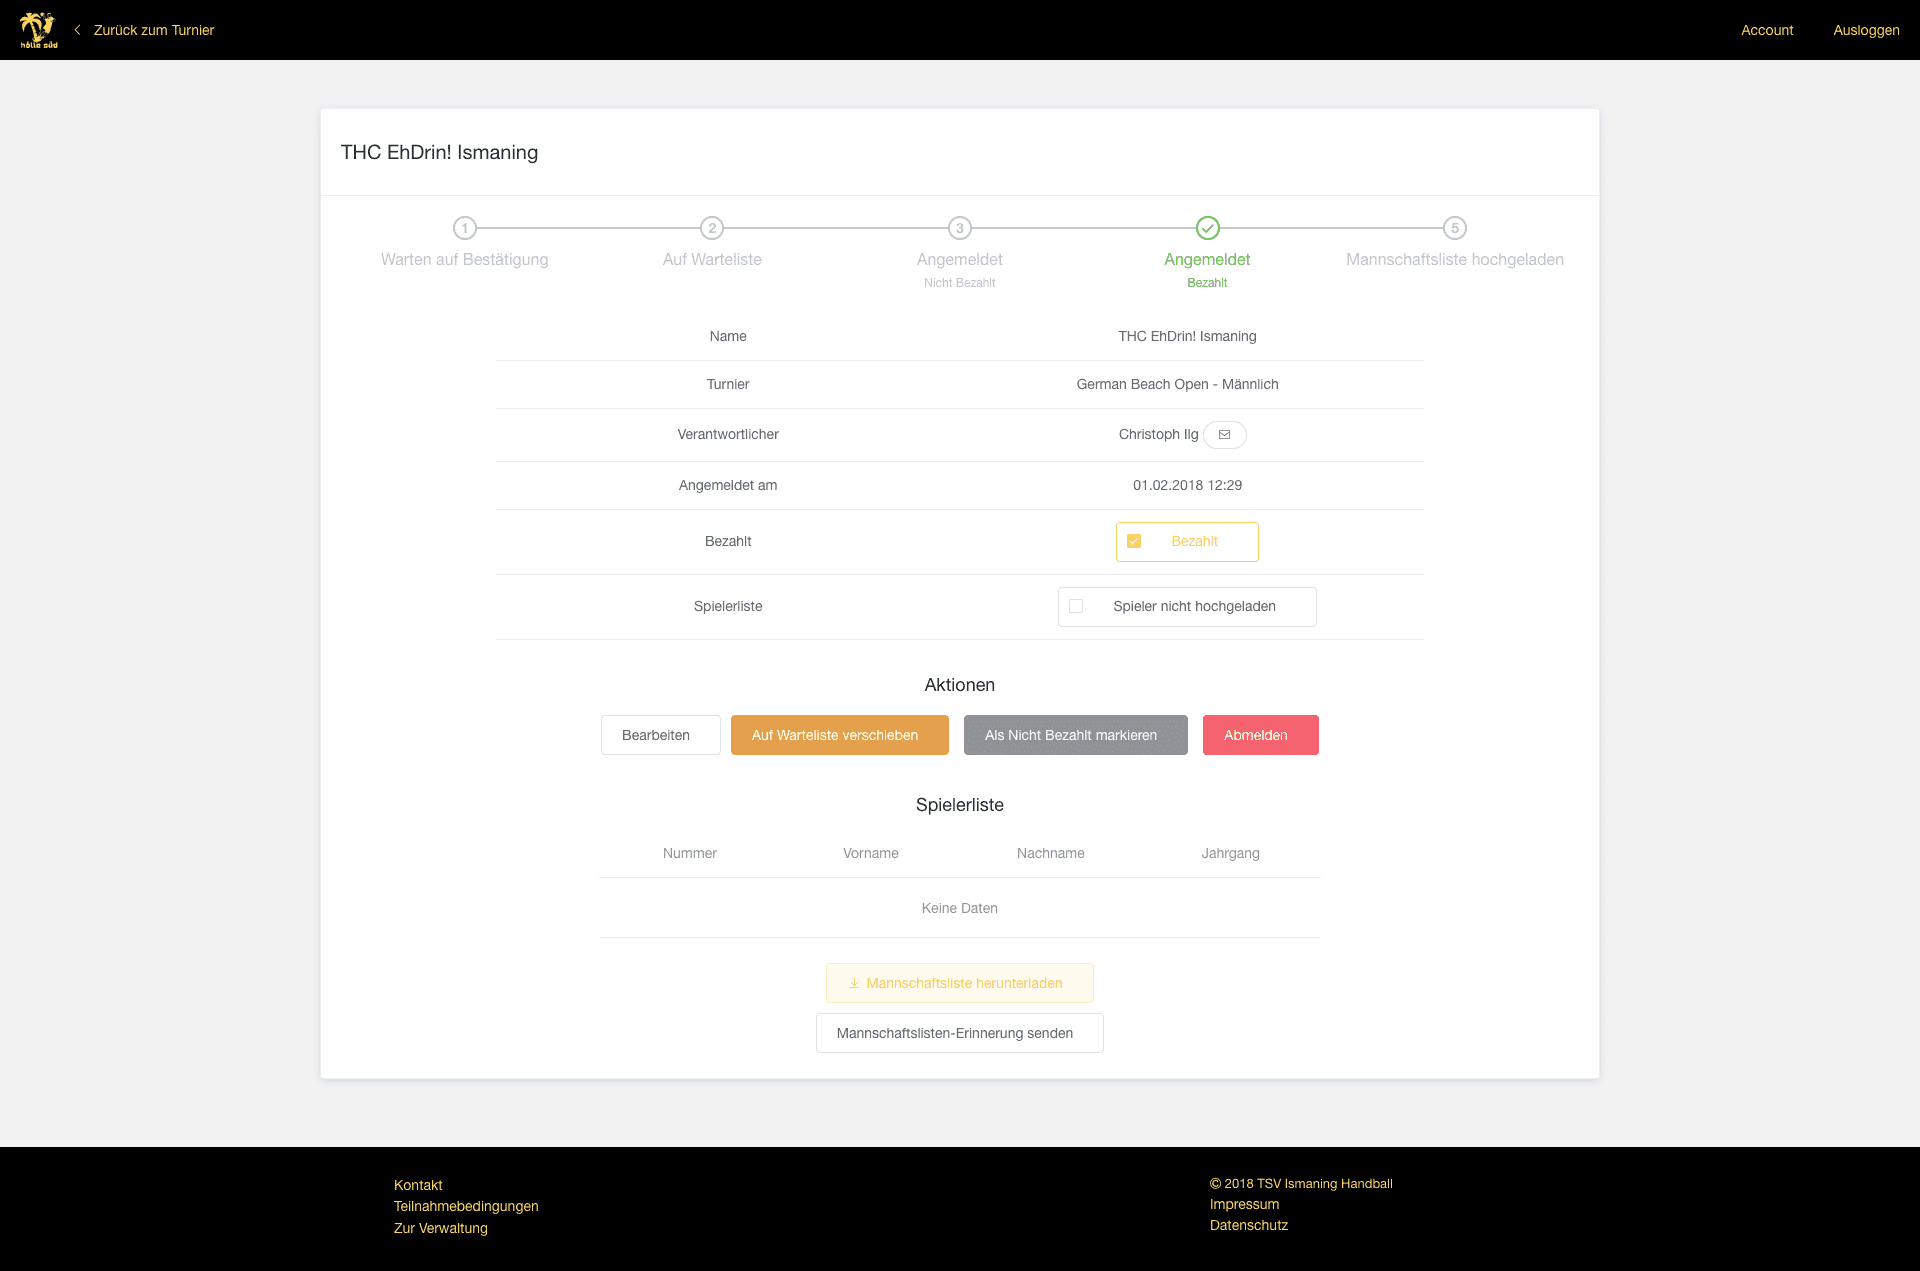 hölle süd
Zurück zum Turnier
Account
Ausloggen
THC EhDrin! Ismaning
1
2
3
5
Warten auf Bestätigung
Auf Warteliste
Angemeldet
Nicht Bezahlt
Angemeldet
Bezahlt
Mannschaftsliste hochgeladen
Name
THC EhDrin! Ismaning
Turnier
German Beach Open - Männlich
Verantwortlicher
Christoph Ilg
Angemeldet am
01.02.2018 12:29
Bezahlt
Bezahlt
Spielerliste
Spieler nicht hochgeladen
Aktionen
Bearbeiten
Auf Warteliste verschieben
Als Nicht Bezahlt markieren
Abmelden
Spielerliste
Nummer
Vorname
Nachname
Jahrgang
Keine Daten
Mannschaftsliste herunterladen
Mannschaftslisten-Erinnerung senden
Kontakt
Teilnahmebedingungen
Zur Verwaltung
© 2018 TSV Ismaning Handball
Impressum
Datenschutz